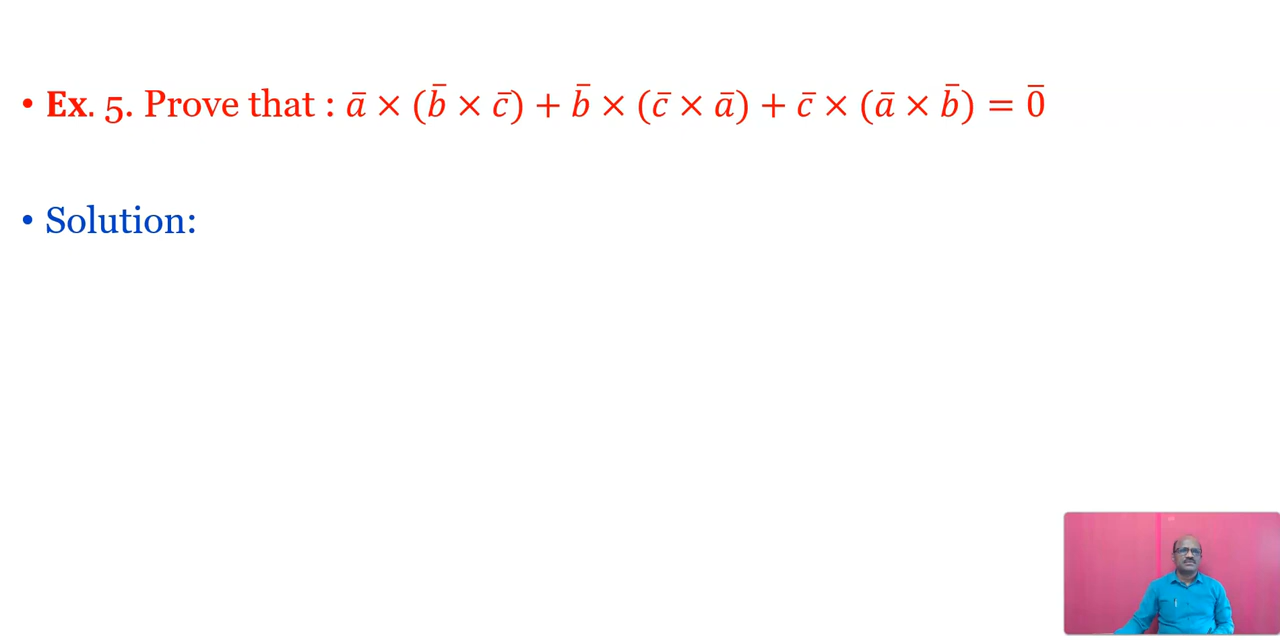 • Ex. 5. Prove that : a̅ × (b̅ × c̅) + b̅ × (c̅ × a̅) + c̅ × (a̅ × b̅) = 0̅
• Solution: